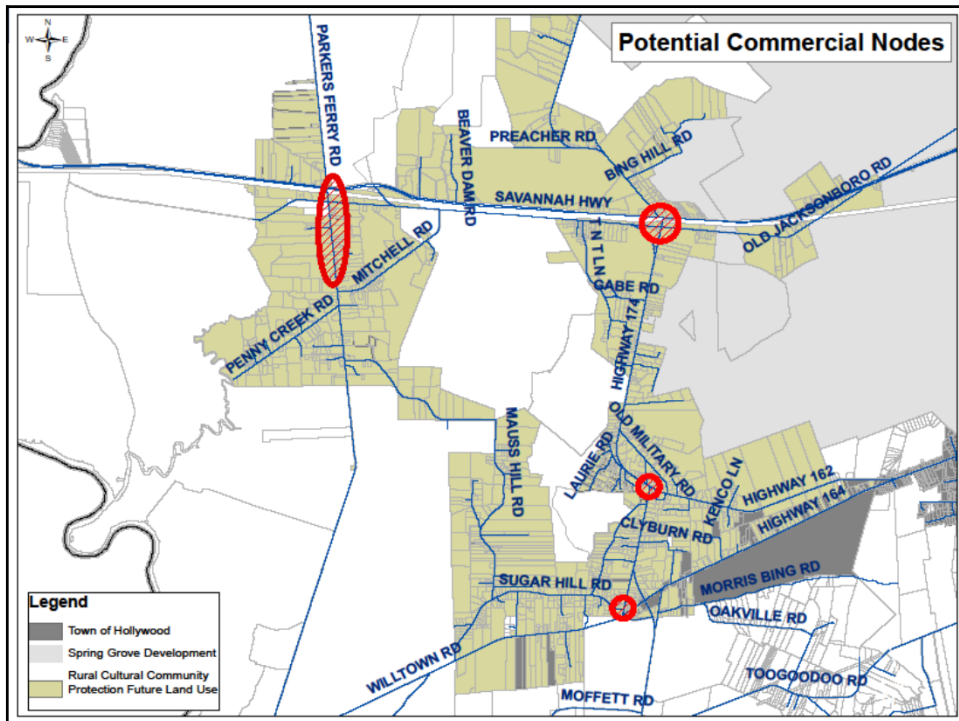 N
W E
S
Potential Commercial Nodes
PARKERS FERRY RD
BEAVER DAM RD
PREACHER RD
BING HILL RD
SAVANNAH HWY
OLD JACKSONBORO RD
MITCHELL RD
T N T LN
GABE RD
PENNY CREEK RD
HIGHWAY 174
MAUSS HILL RD
OLD MILITARY RD
LAURIE RD
KENCO LN
HIGHWAY 162
HIGHWAY 164
CLYBURN RD
SUGAR HILL RD
MORRIS BING RD
OAKVILLE RD
WILLTOWN RD
TOOGOODOO RD
MOFFETT RD
Legend
Town of Hollywood
Spring Grove Development
Rural Cultural Community
Protection Future Land Use